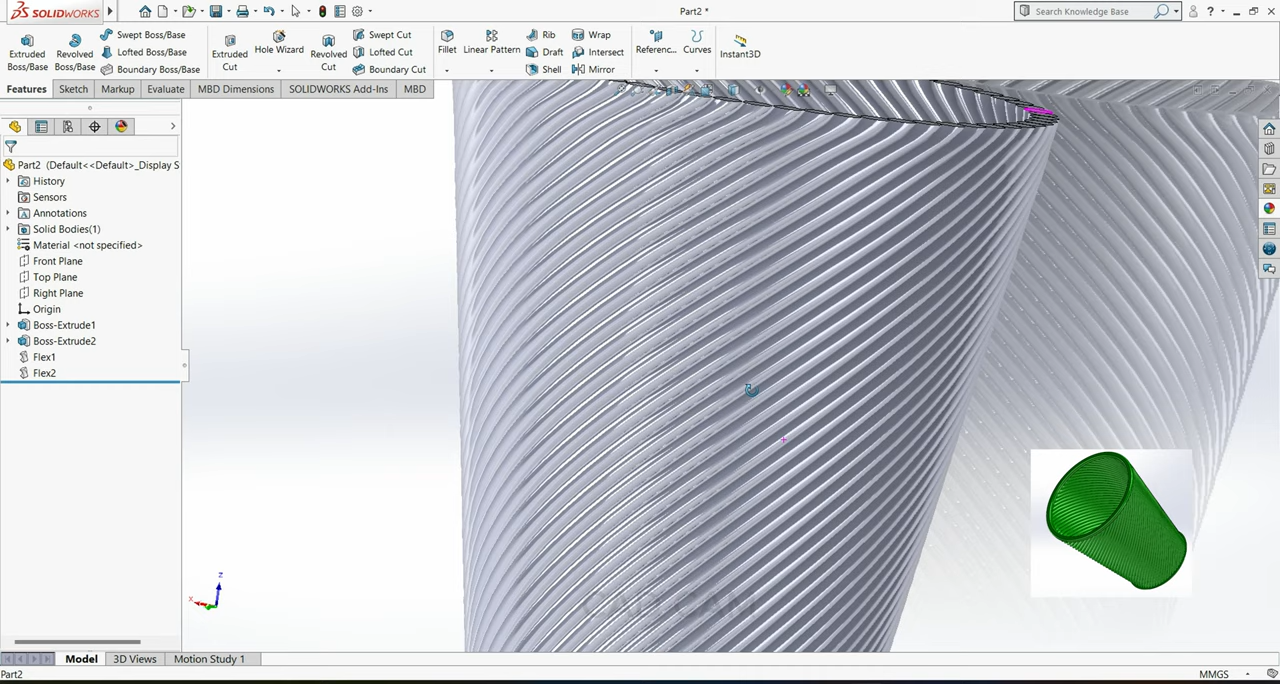 SOLIDWORKS
Part2 *
Search Knowledge Base
?
Extruded Boss/Base
Revolved Boss/Base
Swept Boss/Base
Lofted Boss/Base
Boundary Boss/Base
Extruded Cut
Hole Wizard
Revolved Cut
Swept Cut
Lofted Cut
Boundary Cut
Fillet
Linear Pattern
Rib
Draft
Shell
Wrap
Intersect
Mirror
Referenc...
Curves
Instant3D
Features
Sketch
Markup
Evaluate
MBD Dimensions
SOLIDWORKS Add-Ins
MBD
Part2 (Default<<Default>_Display S
History
Sensors
Annotations
Solid Bodies(1)
Material <not specified>
Front Plane
Top Plane
Right Plane
Origin
Boss-Extrude1
Boss-Extrude2
Flex1
Flex2
z
x
Model
3D Views
Motion Study 1
Part2
MMGS